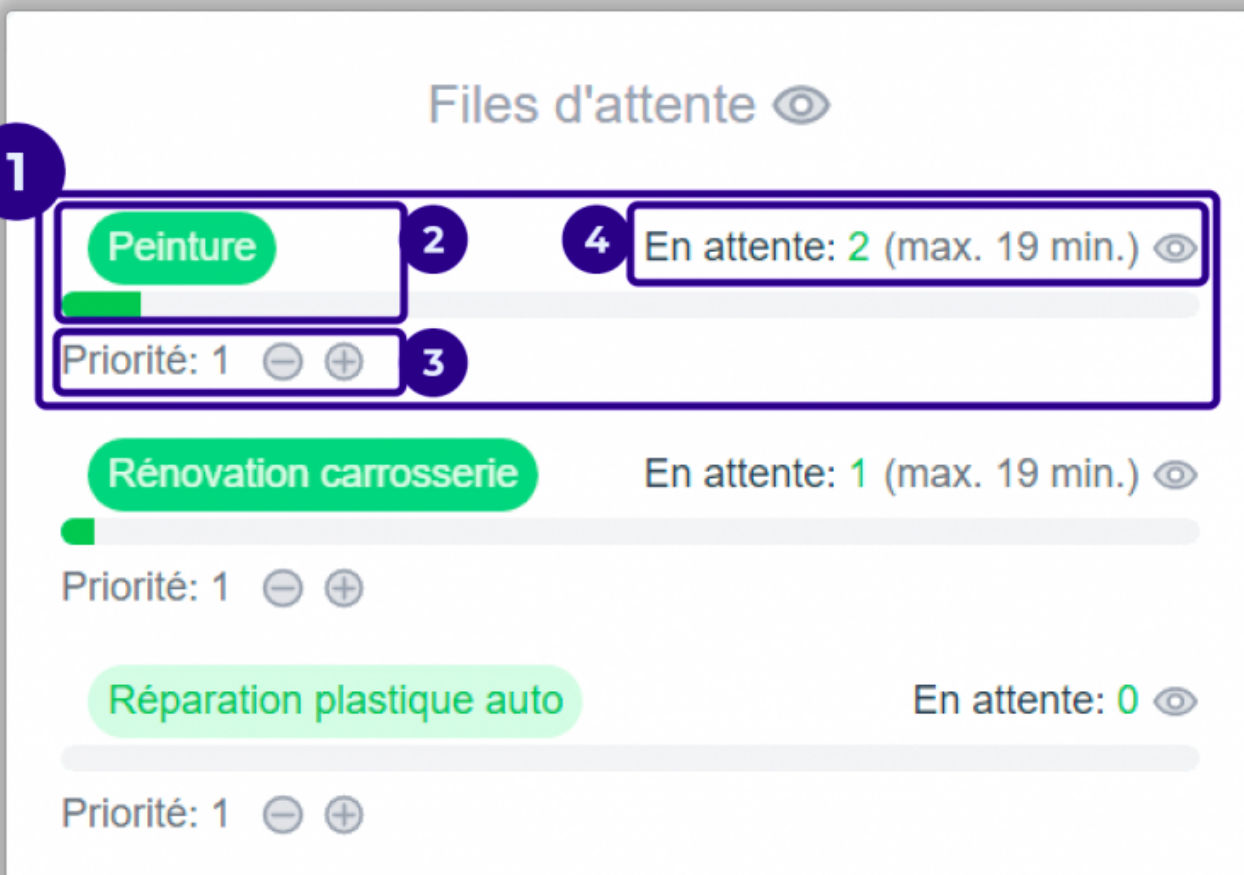 Files d'attente
1
Peinture 2 4 En attente: 2 (max. 19 min.)
Priorité: 1 3
Rénovation carrosserie En attente: 1 (max. 19 min.)
Priorité: 1
Réparation plastique auto En attente: 0
Priorité: 1